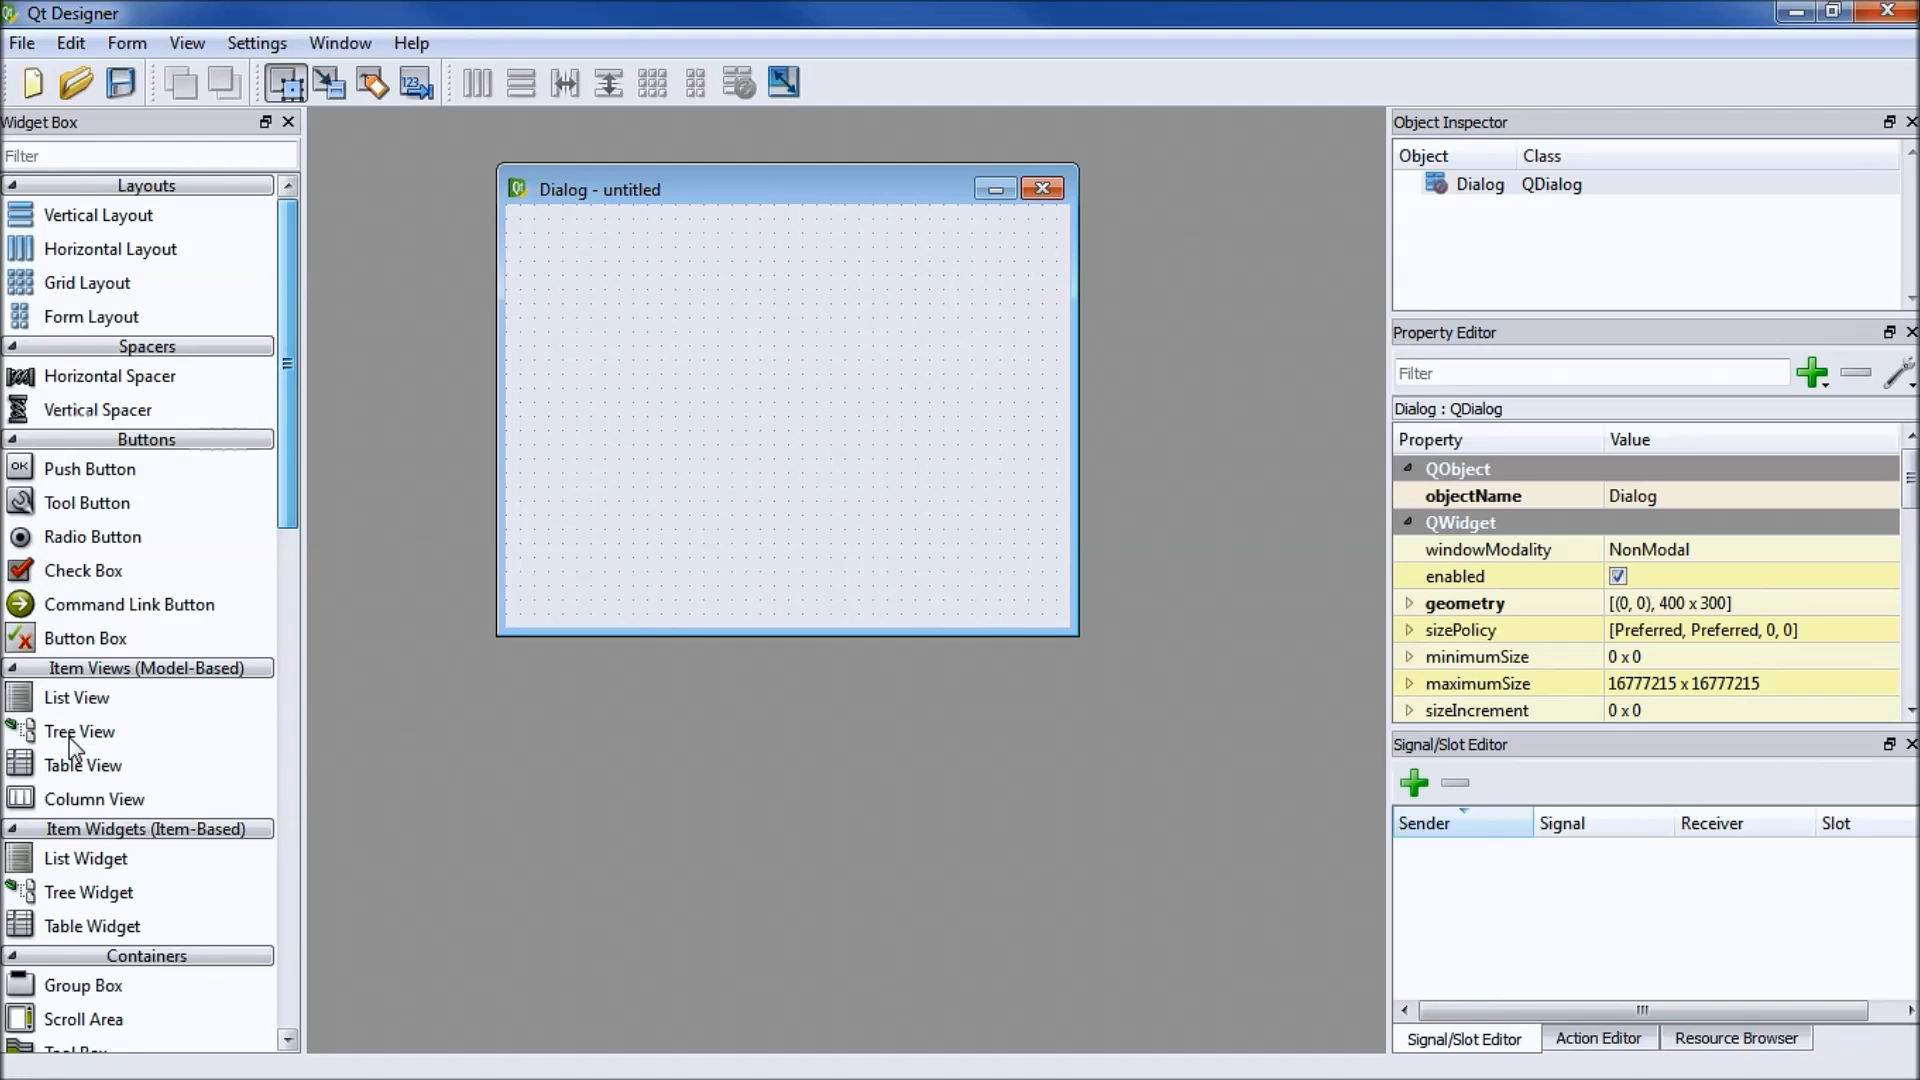 Qt Designer
File Edit Form View Settings Window Help
Widget Box
Filter
Layouts
Vertical Layout
Horizontal Layout
Grid Layout
Form Layout
Spacers
Horizontal Spacer
Vertical Spacer
Buttons
OK Push Button
Tool Button
Radio Button
Check Box
Command Link Button
Button Box
Item Views (Model-Based)
List View
Tree View
Table View
Column View
Item Widgets (Item-Based)
List Widget
Tree Widget
Table Widget
Containers
Group Box
Scroll Area
Tool Box
Dialog - untitled
Object Inspector
Object Class
Dialog QDialog
Property Editor
Filter
Dialog : QDialog
Property Value
QObject
objectName Dialog
QWidget
windowModality NonModal
enabled
geometry [(0, 0), 400 x 300]
sizePolicy [Preferred, Preferred, 0, 0]
minimumSize 0 x 0
maximumSize 16777215 x 16777215
sizeIncrement 0 x 0
Signal/Slot Editor
Sender Signal Receiver Slot
Signal/Slot Editor Action Editor Resource Browser